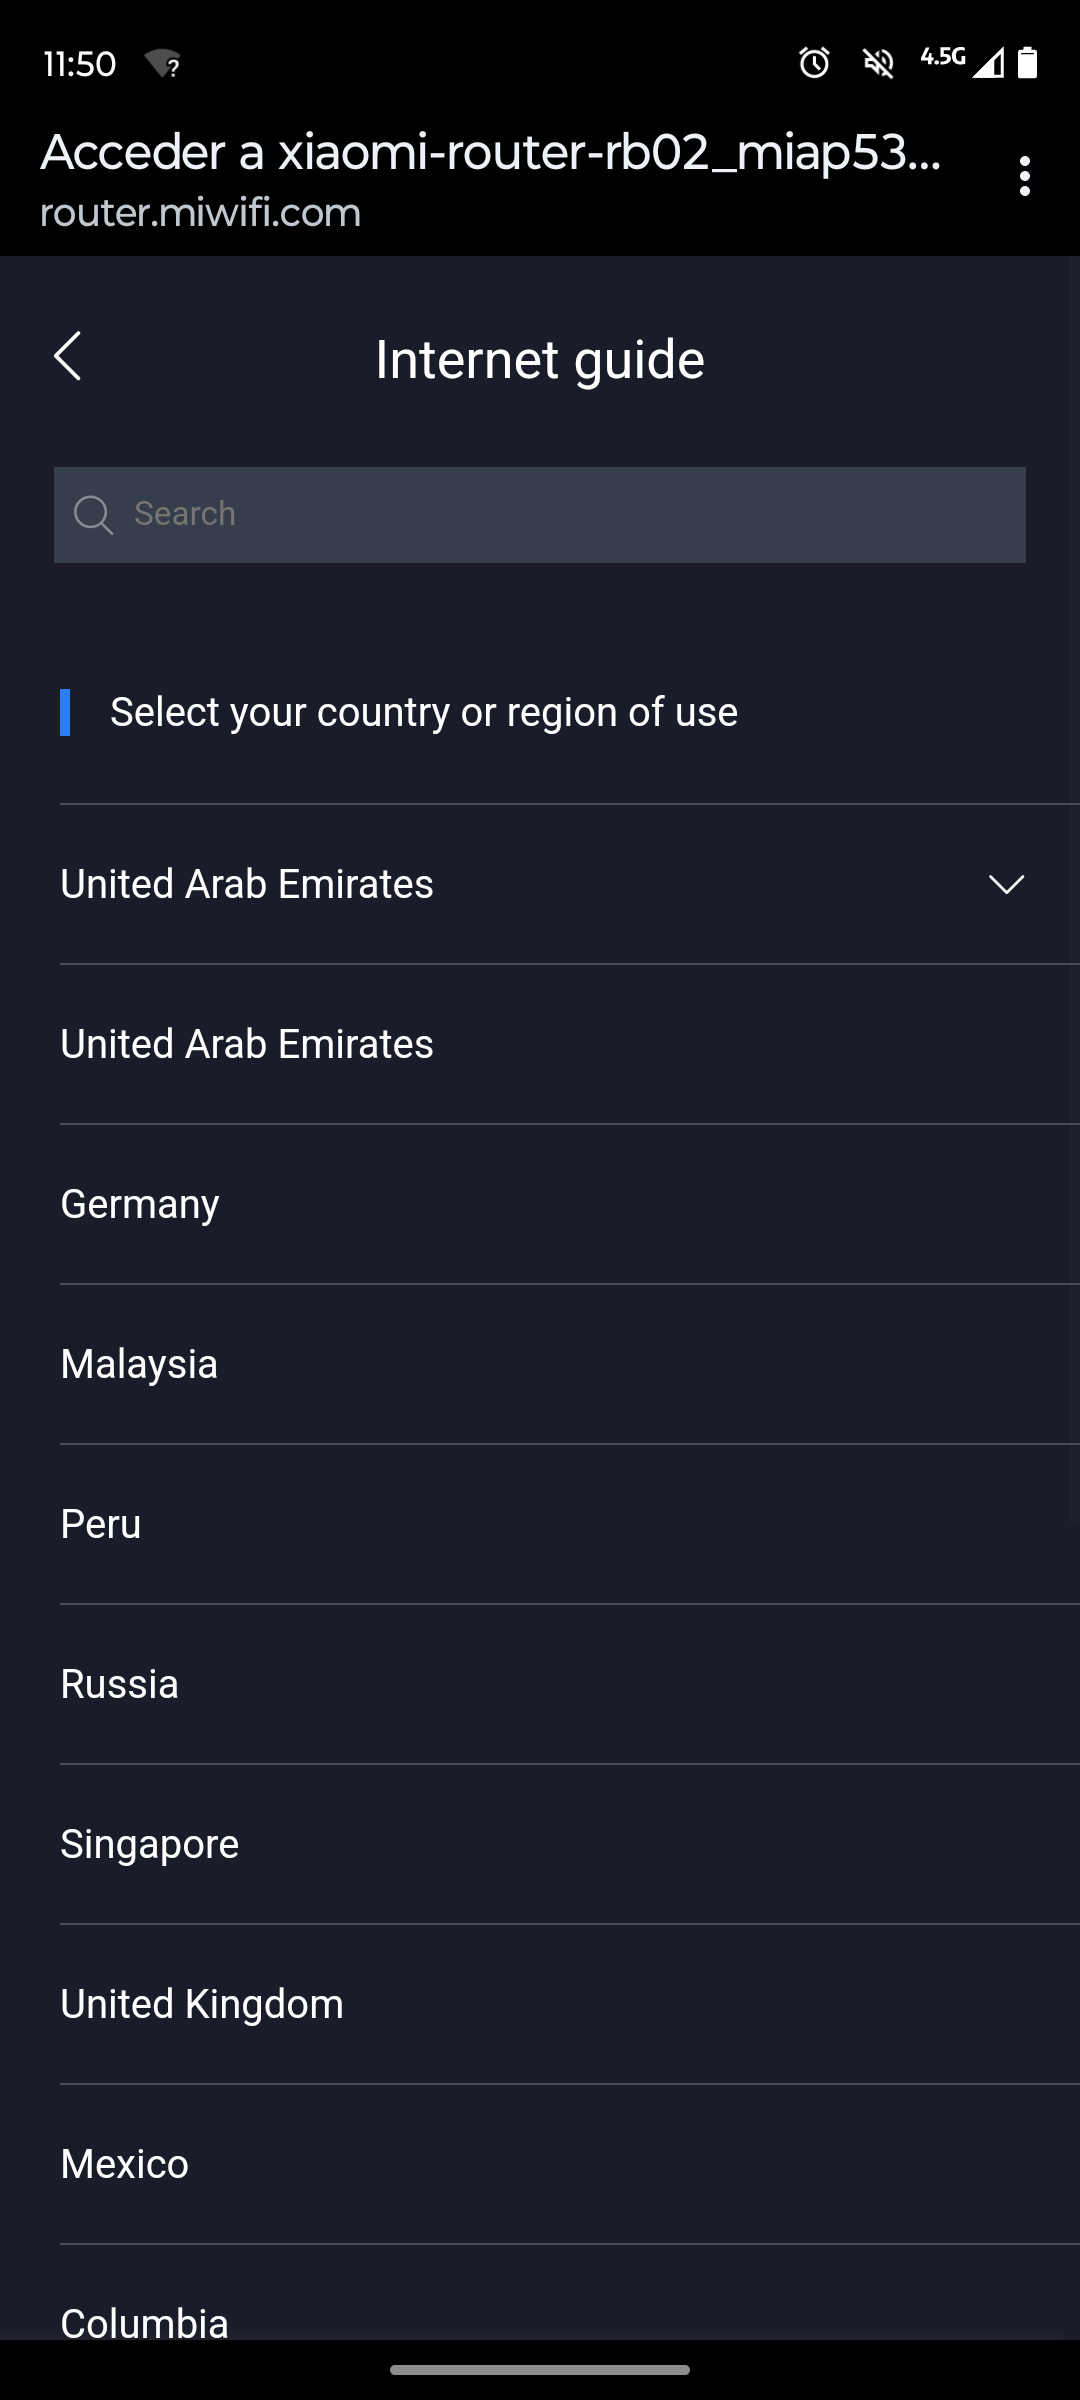 11:50
4.5G
Acceder a xiaomi-router-rb02_miap53...
router.miwifi.com
Internet guide
Search
Select your country or region of use
United Arab Emirates
United Arab Emirates
Germany
Malaysia
Peru
Russia
Singapore
United Kingdom
Mexico
Columbia